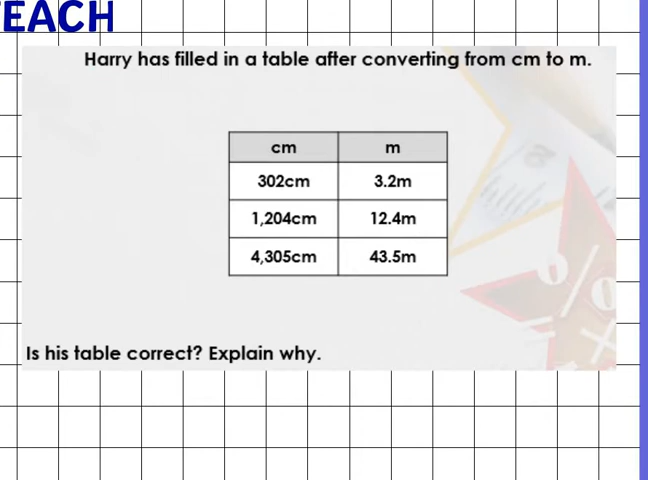 EACH
Harry has filled in a table after converting from cm to m.
cm m
302cm 3.2m
1,204cm 12.4m
4,305cm 43.5m
Is his table correct? Explain why.